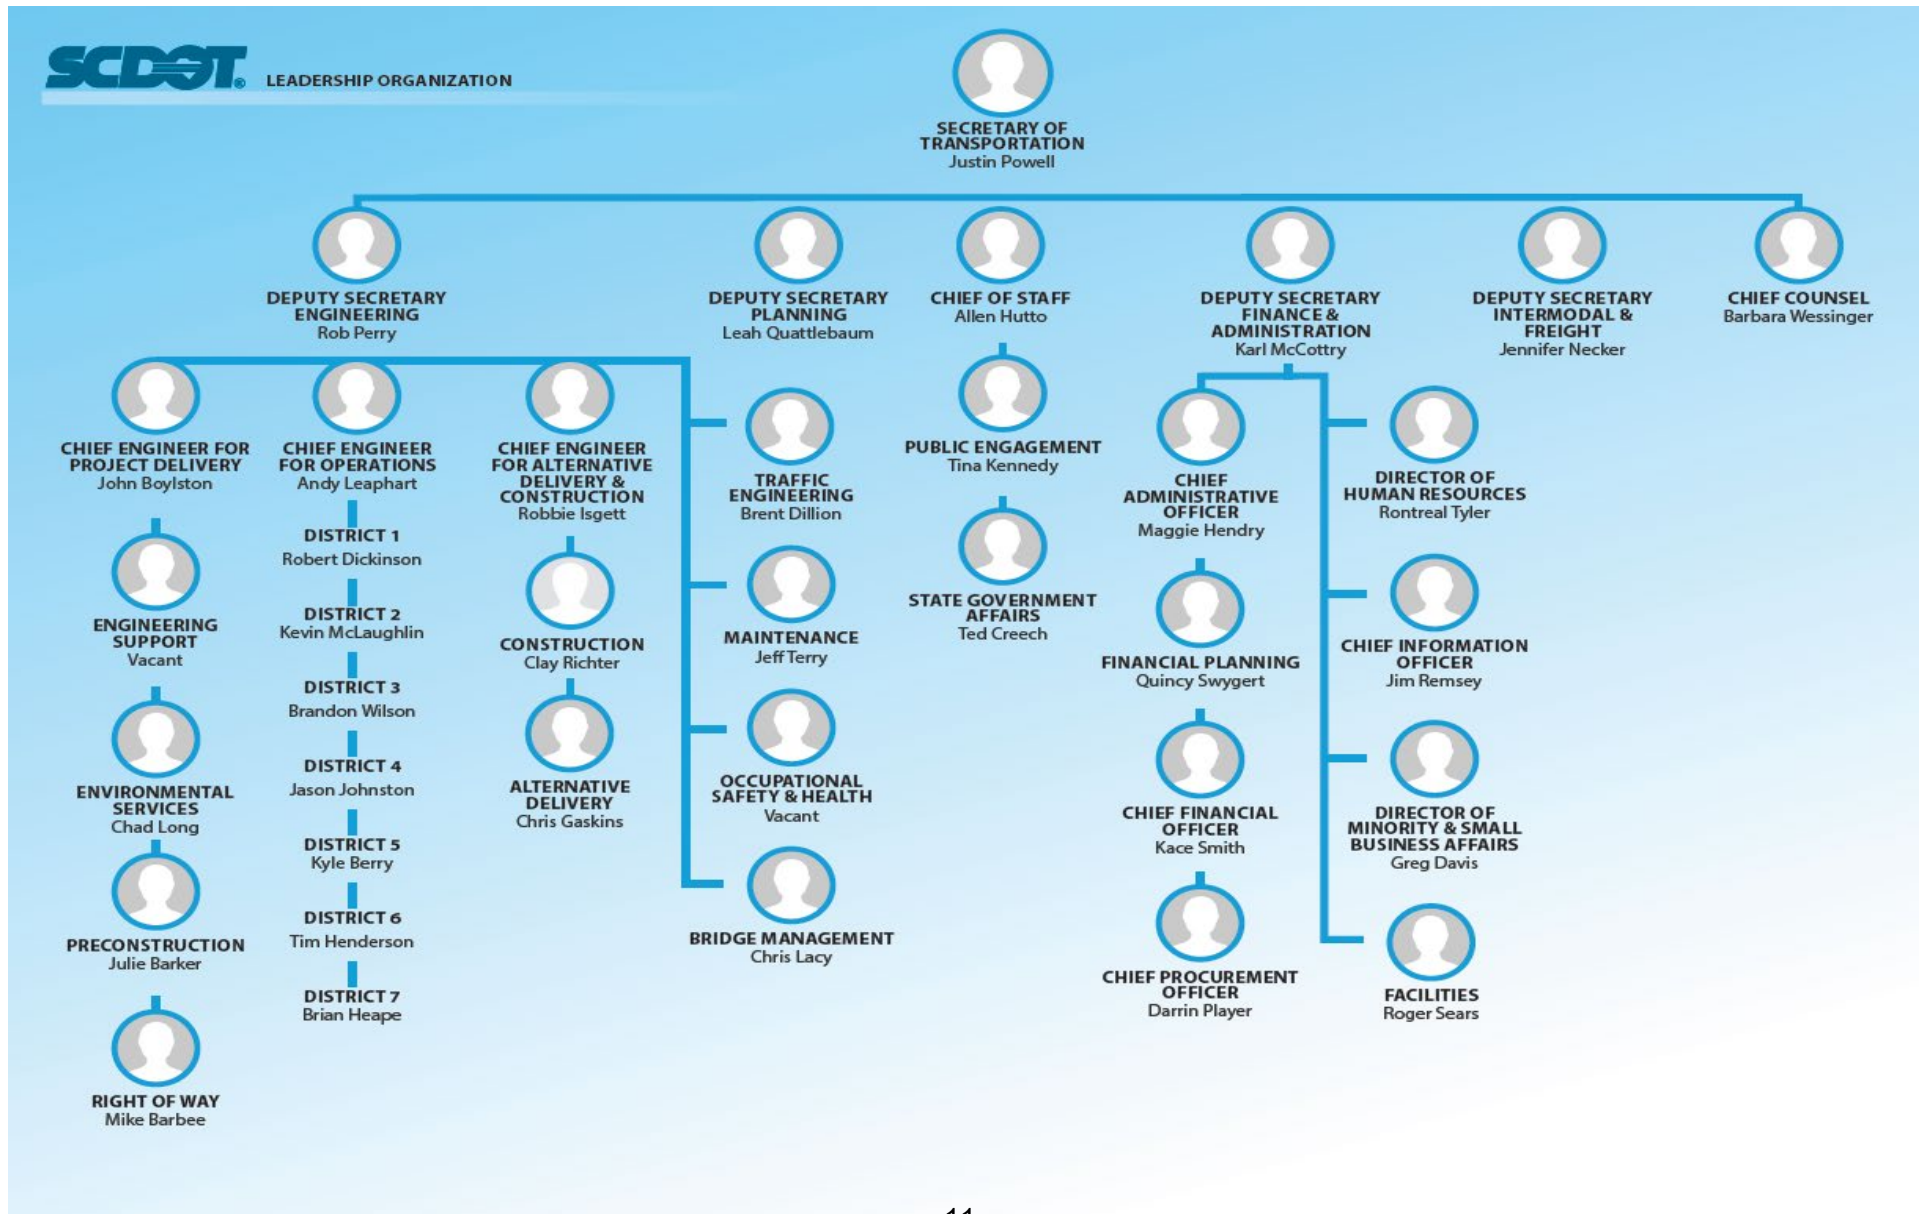 SCDOT®
LEADERSHIP ORGANIZATION
SECRETARY OF
TRANSPORTATION
Justin Powell
DEPUTY SECRETARY
ENGINEERING
Rob Perry
DEPUTY SECRETARY
PLANNING
Leah Quattlebaum
CHIEF OF STAFF
Allen Hutto
DEPUTY SECRETARY
FINANCE &
ADMINISTRATION
Karl McCottry
DEPUTY SECRETARY
INTERMODAL &
FREIGHT
Jennifer Necker
CHIEF COUNSEL
Barbara Wessinger
CHIEF ENGINEER FOR
PROJECT DELIVERY
John Boylston
ENGINEERING
SUPPORT
Vacant
ENVIRONMENTAL
SERVICES
Chad Long
PRECONSTRUCTION
Julie Barker
RIGHT OF WAY
Mike Barbee
CHIEF ENGINEER
FOR OPERATIONS
Andy Leaphart
DISTRICT 1
Robert Dickinson
DISTRICT 2
Kevin McLaughlin
DISTRICT 3
Brandon Wilson
DISTRICT 4
Jason Johnston
DISTRICT 5
Kyle Berry
DISTRICT 6
Tim Henderson
DISTRICT 7
Brian Heape
CHIEF ENGINEER
FOR ALTERNATIVE
DELIVERY &
CONSTRUCTION
Robbie Isgett
CONSTRUCTION
Clay Richter
ALTERNATIVE
DELIVERY
Chris Gaskins
TRAFFIC
ENGINEERING
Brent Dillion
MAINTENANCE
Jeff Terry
OCCUPATIONAL
SAFETY & HEALTH
Vacant
BRIDGE MANAGEMENT
Chris Lacy
PUBLIC ENGAGEMENT
Tina Kennedy
STATE GOVERNMENT
AFFAIRS
Ted Creech
CHIEF
ADMINISTRATIVE
OFFICER
Maggie Hendry
FINANCIAL PLANNING
Quincy Swygert
CHIEF FINANCIAL
OFFICER
Kace Smith
CHIEF PROCUREMENT
OFFICER
Darrin Player
DIRECTOR OF
HUMAN RESOURCES
Rontreal Tyler
CHIEF INFORMATION
OFFICER
Jim Remsey
DIRECTOR OF
MINORITY & SMALL
BUSINESS AFFAIRS
Greg Davis
FACILITIES
Roger Sears
11